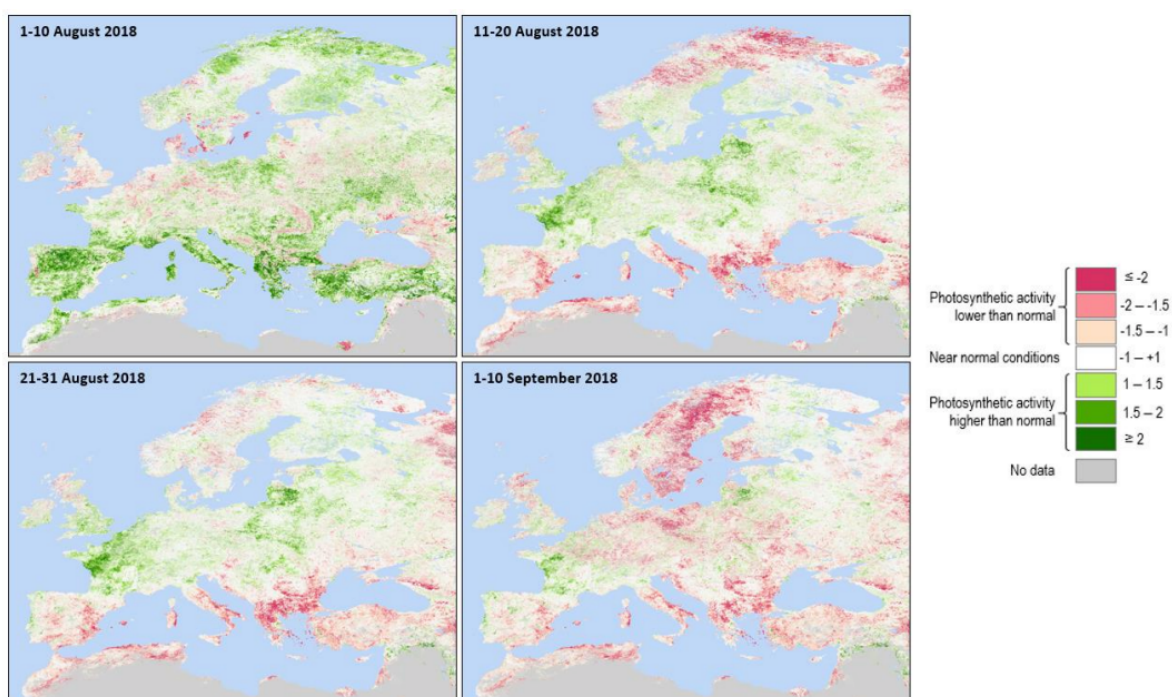 1-10 August 2018
11-20 August 2018
21-31 August 2018
1-10 September 2018
Photosynthetic activity
lower than normal
≤ -2
-2 – -1.5
-1.5 – -1
Near normal conditions
-1 – +1
Photosynthetic activity
higher than normal
1 – 1.5
1.5 – 2
≥ 2
No data